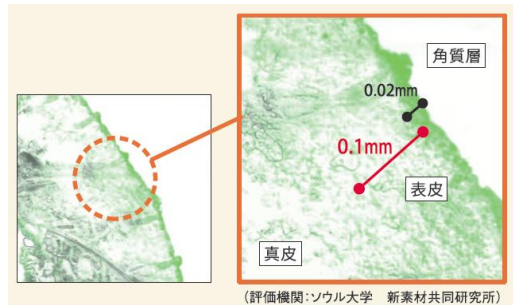 角質層
0.02mm
0.1mm
表皮
真皮
(評価機関:ソウル大学 新素材共同研究所)